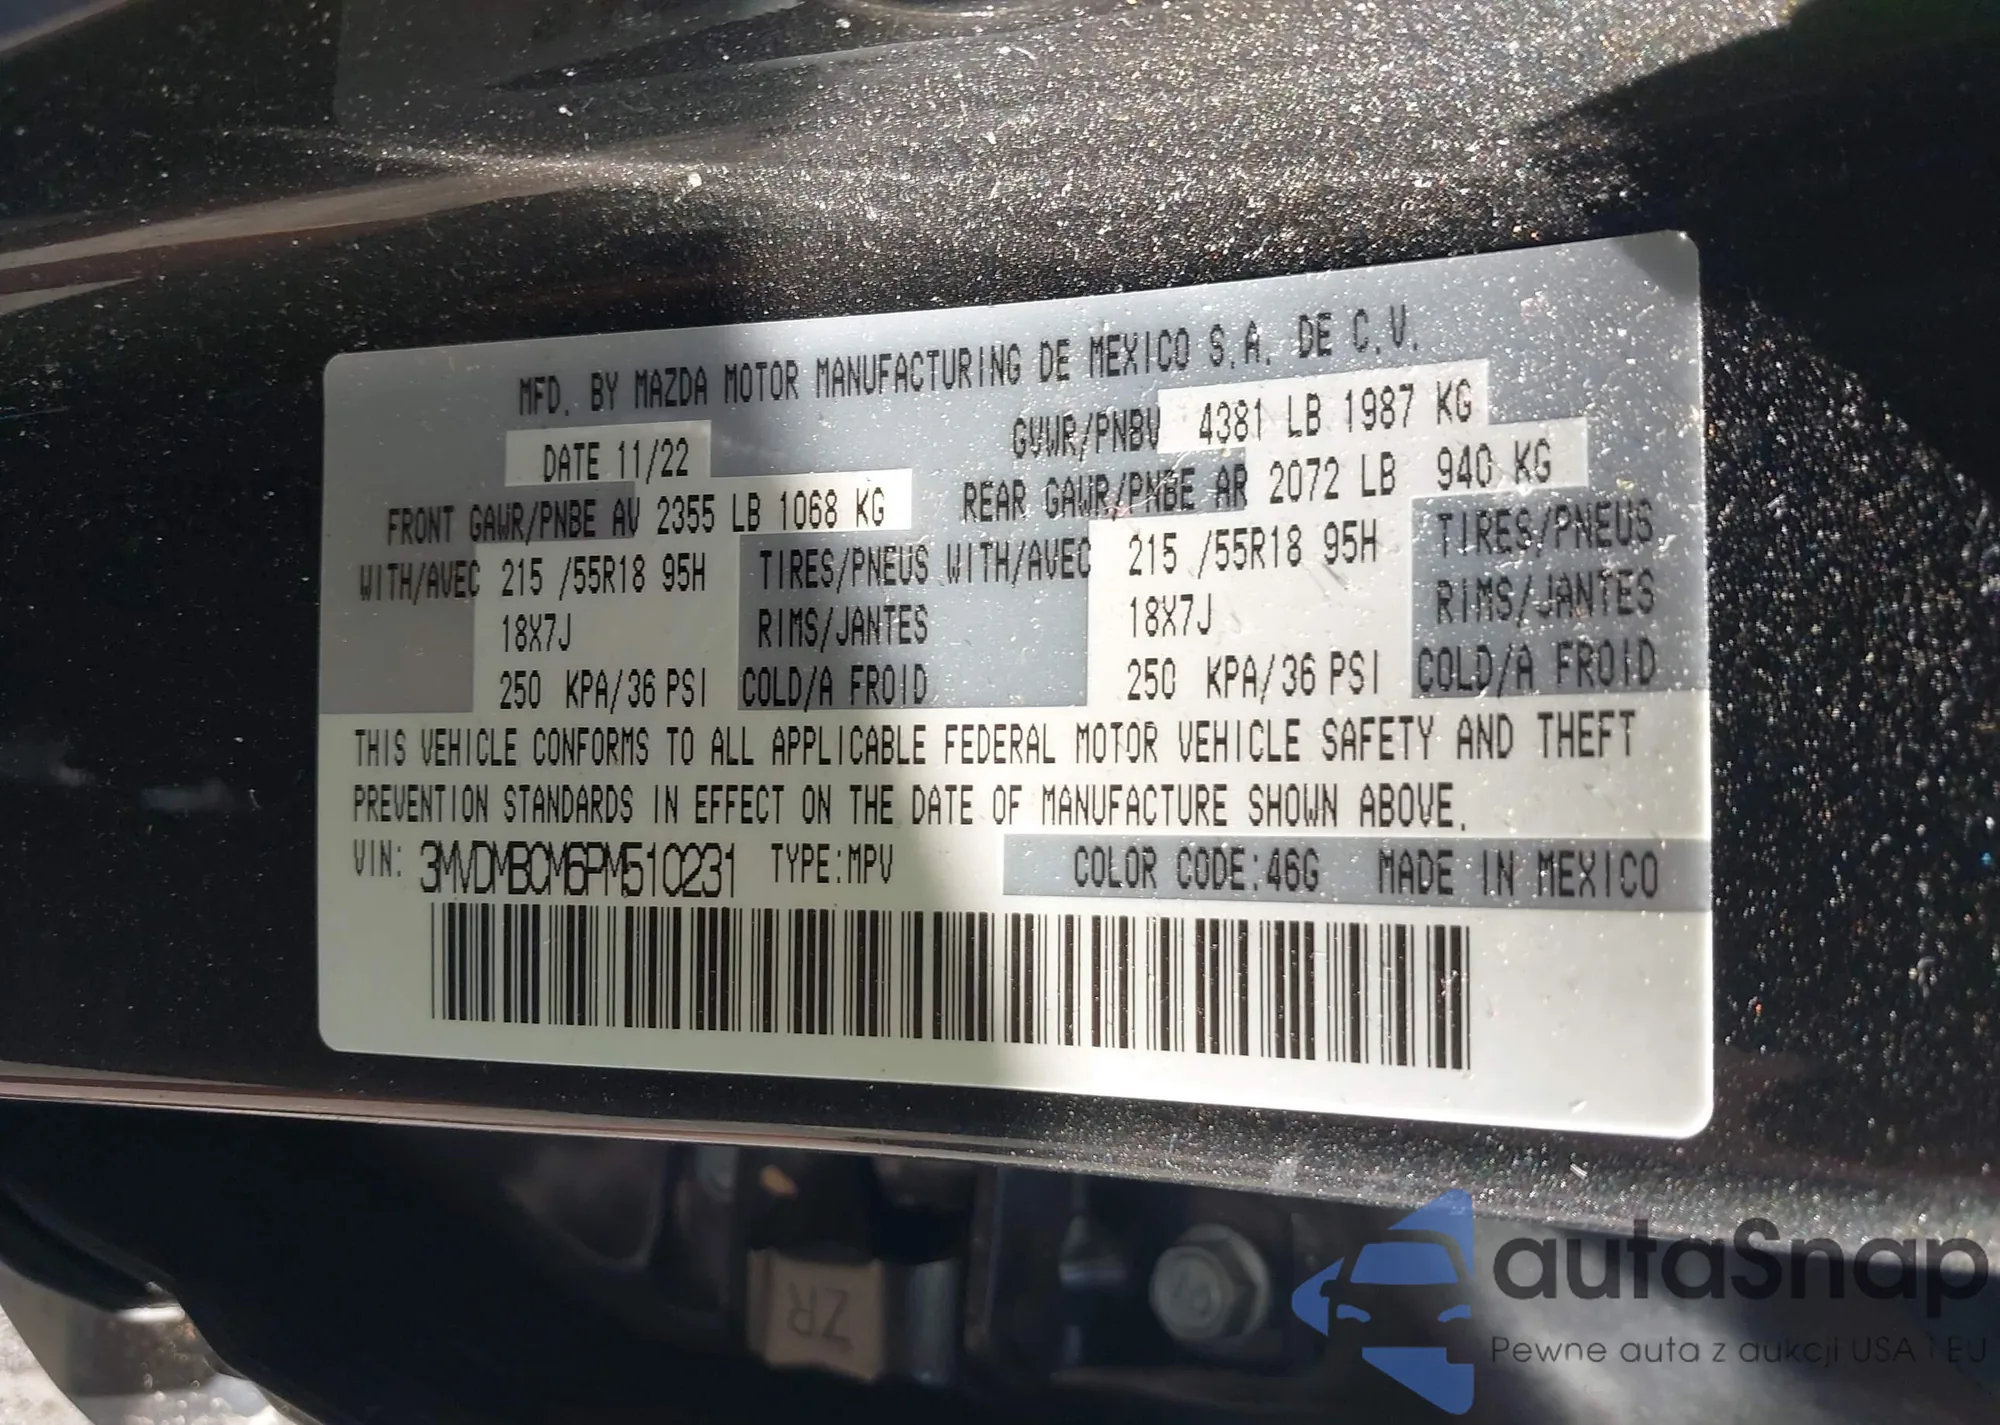 MFD. BY MAZDA MOTOR MANUFACTURING DE MEXICO S.A. DE C.V.
DATE 11/22 GVWR/PNBV 4381 LB 1987 KG
FRONT GAWR/PNBE AV 2355 LB 1068 KG REAR GAWR/PNBE AR 2072 LB 940 KG
WITH/AVEC 215 /55R18 95H TIRES/PNEUS WITH/AVEC 215 /55R18 95H TIRES/PNEUS
18X7J RIMS/JANTES 18X7J RIMS/JANTES
250 KPA/36 PSI COLD/A FROID 250 KPA/36 PSI COLD/A FROID
THIS VEHICLE CONFORMS TO ALL APPLICABLE FEDERAL MOTOR VEHICLE SAFETY AND THEFT
PREVENTION STANDARDS IN EFFECT ON THE DATE OF MANUFACTURE SHOWN ABOVE.
VIN: 3MVDMBCM6PM510231 TYPE:MPV COLOR CODE:46G MADE IN MEXICO
ZR
autaSnap
Pewne auta z aukcji USA i EU